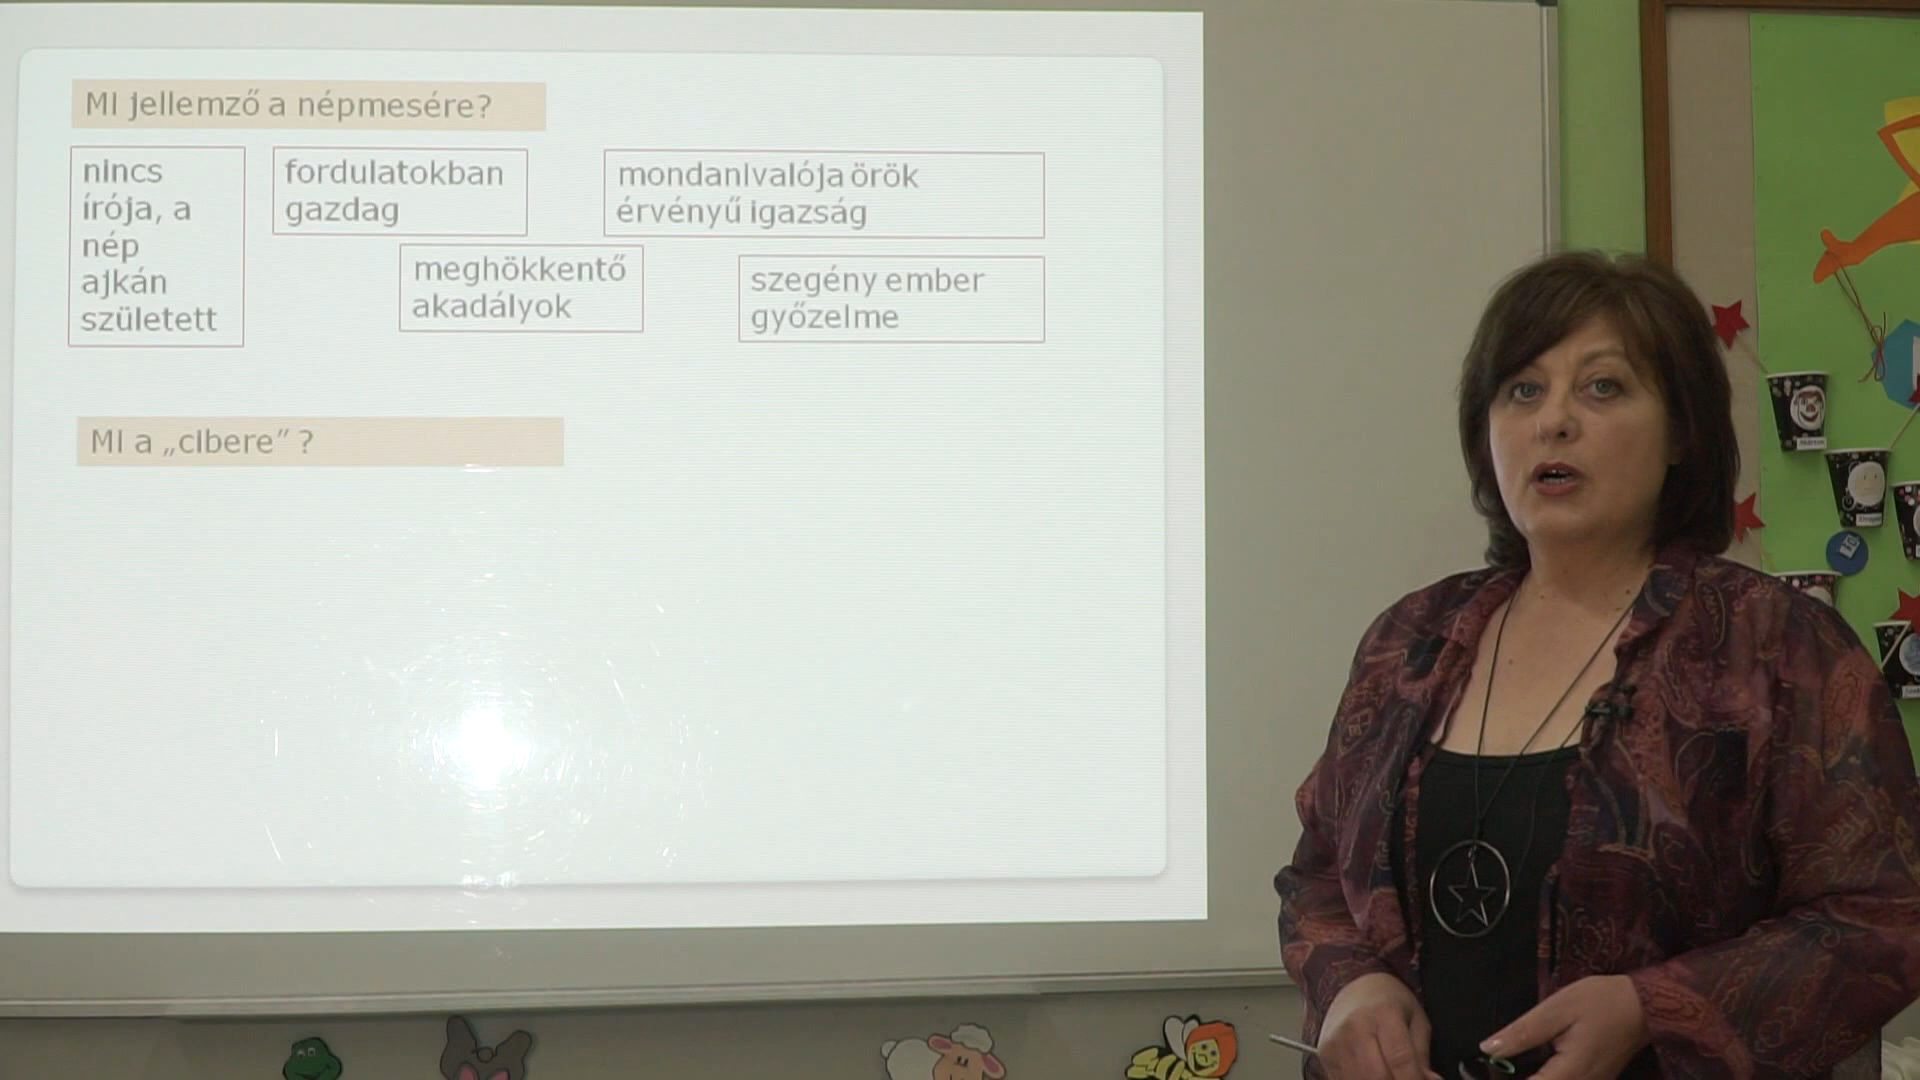 Mi jellemző a népmesére?
nincs
írója, a
nép
ajkán
született
fordulatokban
gazdag
mondanivalója örök
érvényű igazság
meghökkentő
akadályok
szegény ember
győzelme
Mi a „cibere” ?